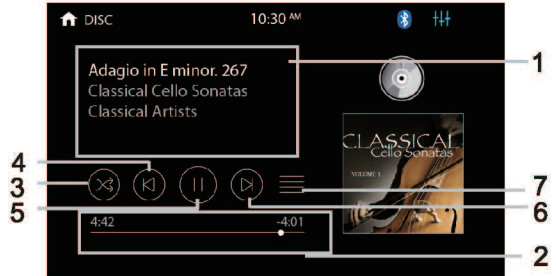 DISC 10:30 AM
1
Adagio in E minor. 267
Classical Cello Sonatas
Classical Artists
CLASSICAL
Cello Sonatas
VOLUME 1
4
3
5
7
6
4:42 -4:01
2